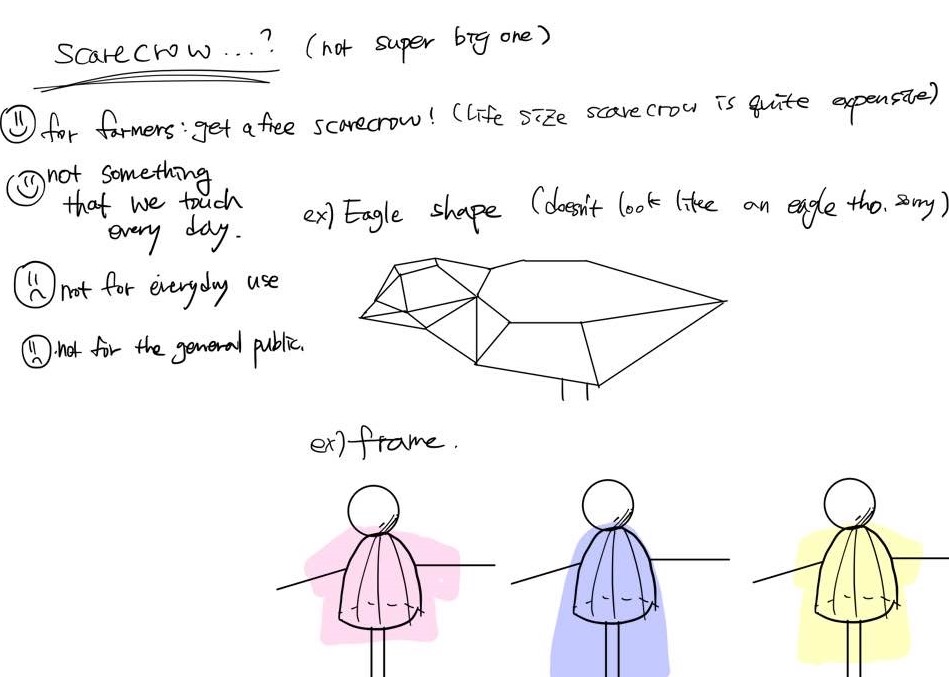 scarecrow...? (not super big one)
for farmers: get a free scarecrow! (life size scarecrow is quite expensive)
not something
that we touch
every day.
ex) Eagle shape (doesn't look like an eagle tho. sorry)
not for everyday use
not for the general public.
ex) frame.